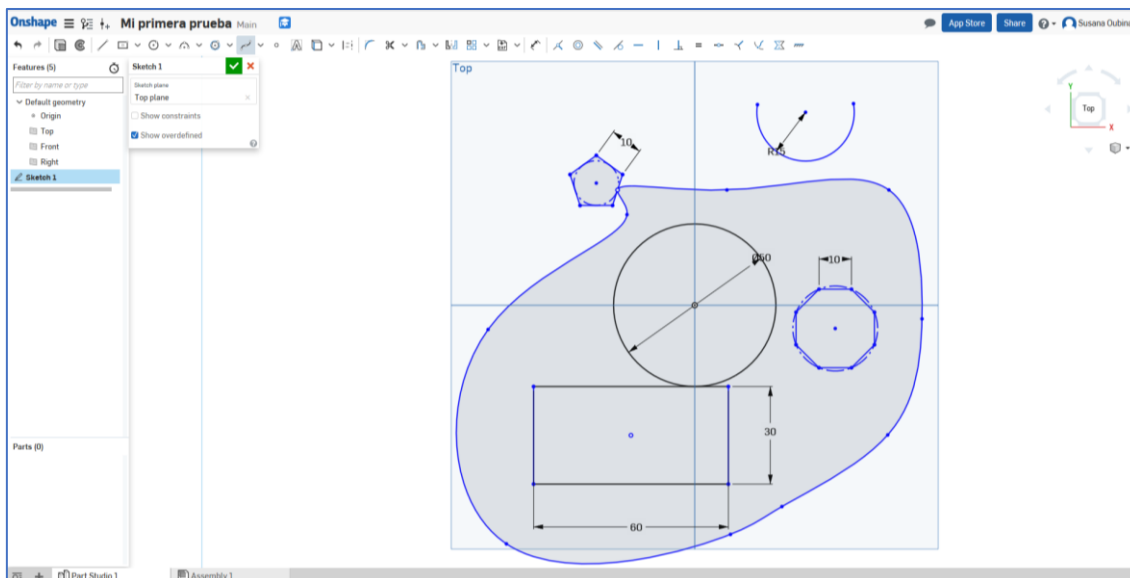 Onshape Mi primera prueba Main App Store Share Susana Oubina
Features (5)
Filter by name or type
Default geometry
Origin
Top
Front
Right
Sketch 1
Parts (0)
Sketch 1
Sketch plane
Top plane
Show constraints
Show overdefined
Top
10
R15
Ø50
10
30
60
Y
Top
X
Part Studio 1 Assembly 1